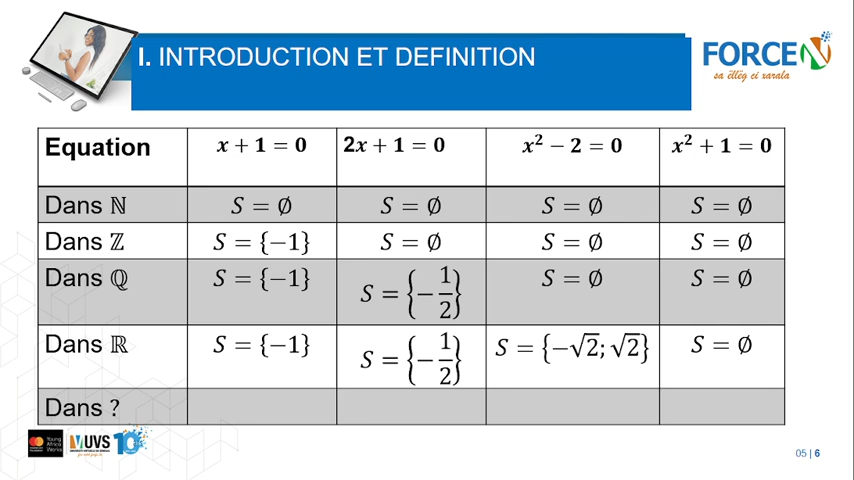 I. INTRODUCTION ET DEFINITION
FORCE N
sa ëllëg ci xarala
Equation x + 1 = 0 2x + 1 = 0 x² − 2 = 0 x² + 1 = 0
Dans ℕ S = ∅ S = ∅ S = ∅ S = ∅
Dans ℤ S = {−1} S = ∅ S = ∅ S = ∅
Dans ℚ S = {−1} S = {−1/2} S = ∅ S = ∅
Dans ℝ S = {−1} S = {−1/2} S = {−√2; √2} S = ∅
Dans ?
mastercard foundation
Young
Africa
Works
UVS
10
05 | 6